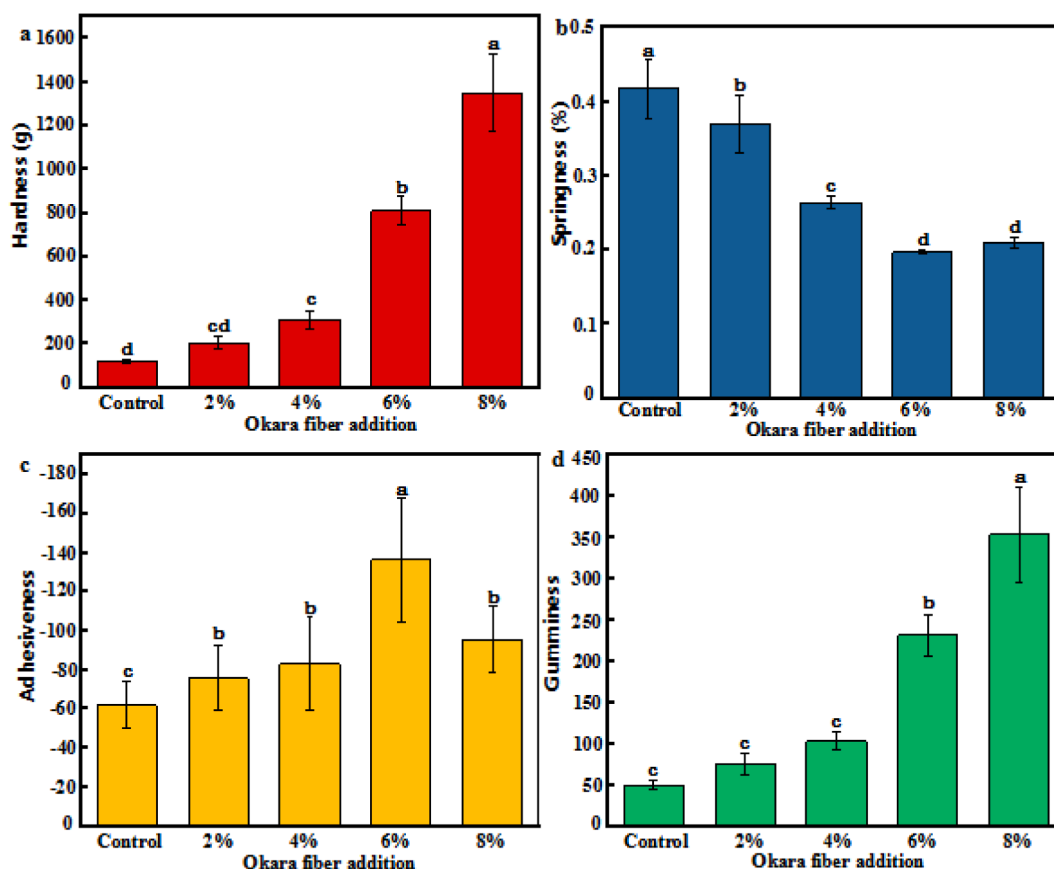 a
Hardness (g)
1600
1400
1200
1000
800
600
400
200
0
d
cd
c
b
a
Control 2% 4% 6% 8%
Okara fiber addition
b
Springness (%)
0.5
0.4
0.3
0.2
0.1
0
a
b
c
d
d
Control 2% 4% 6% 8%
Okara fiber addition
c
Adhesiveness
-180
-160
-140
-120
-100
-80
-60
-40
-20
0
c
b
b
a
b
Control 2% 4% 6% 8%
Okara fiber addition
d
Gumminess
450
400
350
300
250
200
150
100
50
0
c
c
c
b
a
Control 2% 4% 6% 8%
Okara fiber addition